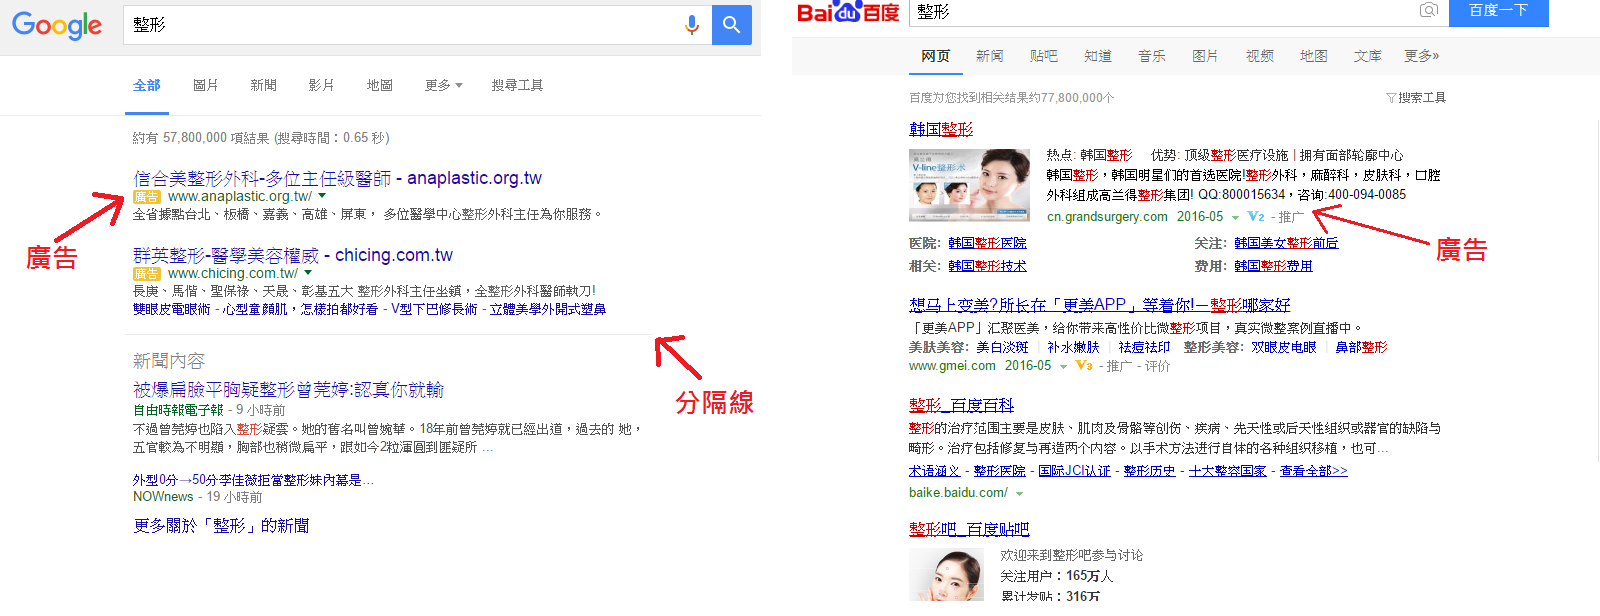 Google
整形
全部 圖片 新聞 影片 地圖 更多 搜尋工具
約有 57,800,000 項結果 (搜尋時間：0.65 秒)
信合美整形外科-多位主任級醫師 - anaplastic.org.tw
廣告 www.anaplastic.org.tw/
全省據點台北、板橋、嘉義、高雄、屏東， 多位醫學中心整形外科主任為你服務。
廣告
群英整形-醫學美容權威 - chicing.com.tw
廣告 www.chicing.com.tw/
長庚、馬偕、聖保祿、天晟、彰基五大 整形外科主任坐鎮，全整形外科醫師執刀!
雙眼皮電眼術 - 心型童顏肌，怎樣拍都好看 - V型下巴修長術 - 立體美學外開式塑鼻
分隔線
新聞內容
被爆扁臉平胸疑整形曾莞婷:認真你就輸
自由時報電子報 - 9 小時前
不過曾莞婷也陷入整形疑雲。她的舊名叫曾婉華。18年前曾莞婷就已經出道，過去的 她，
五官較為不明顯，胸部也稍微扁平，跟如今2粒渾圓到匪疑所 ...
外型0分→50分李佳薇拒當整形妹內幕是...
NOWnews - 19 小時前
更多關於「整形」的新聞
Bai du 百度
整形
百度一下
网页 新闻 贴吧 知道 音乐 图片 视频 地图 文库 更多»
百度为您找到相关结果约77,800,000个
搜索工具
韩国整形
V-line整形术
热点: 韩国整形 优势: 顶级整形医疗设施 | 拥有面部轮廓中心
韩国整形，韩国明星们的首选医院!整形外科，麻醉科，皮肤科，口腔
外科组成高兰得整形集团! QQ:800015634，咨询:400-094-0085
cn.grandsurgery.com 2016-05 V2 - 推广
廣告
医院: 韩国整形医院 关注: 韩国美女整形前后
相关: 韩国整形技术 费用: 韩国整形费用
想马上变美?所长在「更美APP」等着你!—整形哪家好
「更美APP」汇聚医美，给你带来高性价比微整形项目，真实微整案例直播中。
美肤美容: 美白淡斑 | 补水嫩肤 | 祛痘祛印 整形美容: 双眼皮电眼 | 鼻部整形
www.gmei.com 2016-05 V3 - 推广 - 评价
整形_百度百科
整形的治疗范围主要是皮肤、肌肉及骨骼等创伤、疾病、先天性或后天性组织或器官的缺陷与
畸形。治疗包括修复与再造两个内容。以手术方法进行自体的各种组织移植，也可...
术语涵义 - 整形医院 - 国际JCI认证 - 整形历史 - 十大整容国家 - 查看全部>>
baike.baidu.com/
整形吧_百度贴吧
欢迎来到整形吧参与讨论
关注用户：165万人
累计发贴：316万